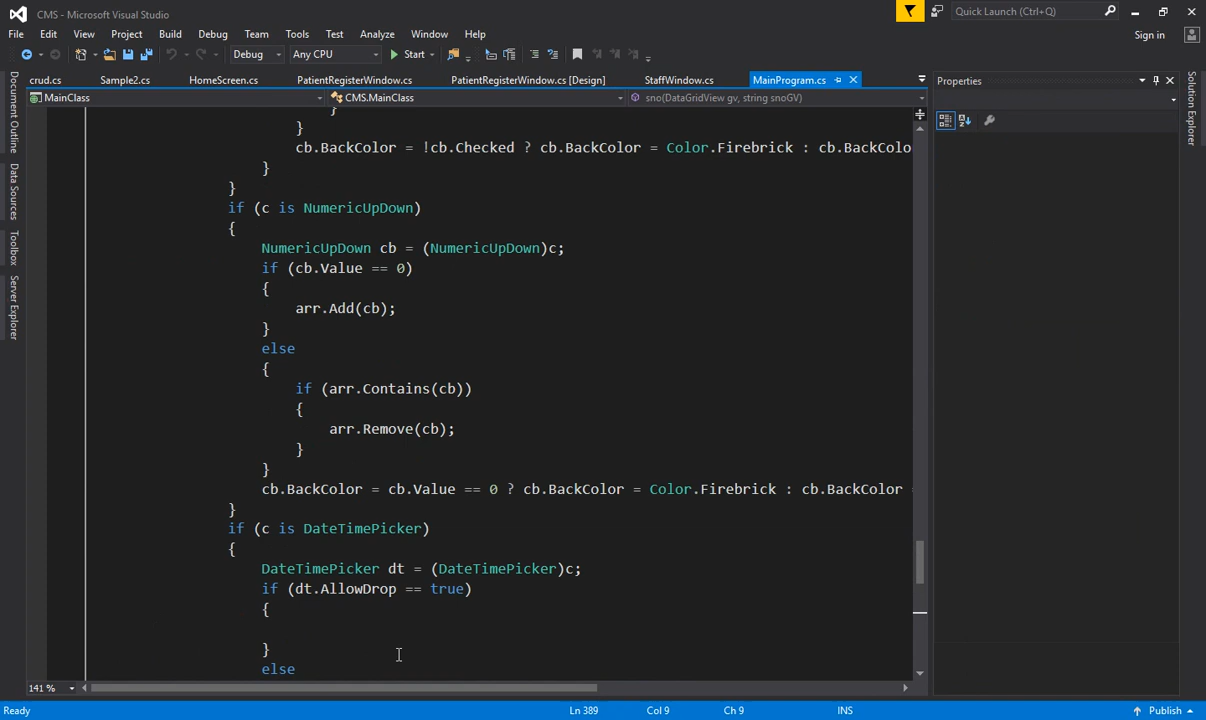 CMS - Microsoft Visual Studio
Quick Launch (Ctrl+Q)
File Edit View Project Build Debug Team Tools Test Analyze Window Help
Sign in
Debug Any CPU Start
crud.cs Sample2.cs HomeScreen.cs PatientRegisterWindow.cs PatientRegisterWindow.cs [Design] StaffWindow.cs MainProgram.cs
Properties
MainClass CMS.MainClass sno(DataGridView gv, string snoGV)
Document Outline
Data Sources
Toolbox
Server Explorer
Solution Explorer
}
}
cb.BackColor = !cb.Checked ? cb.BackColor = Color.Firebrick : cb.BackColo
}
}
if (c is NumericUpDown)
{
NumericUpDown cb = (NumericUpDown)c;
if (cb.Value == 0)
{
arr.Add(cb);
}
else
{
if (arr.Contains(cb))
{
arr.Remove(cb);
}
}
cb.BackColor = cb.Value == 0 ? cb.BackColor = Color.Firebrick : cb.BackColor =
}
if (c is DateTimePicker)
{
DateTimePicker dt = (DateTimePicker)c;
if (dt.AllowDrop == true)
{
}
else
141 %
Ready Ln 389 Col 9 Ch 9 INS Publish